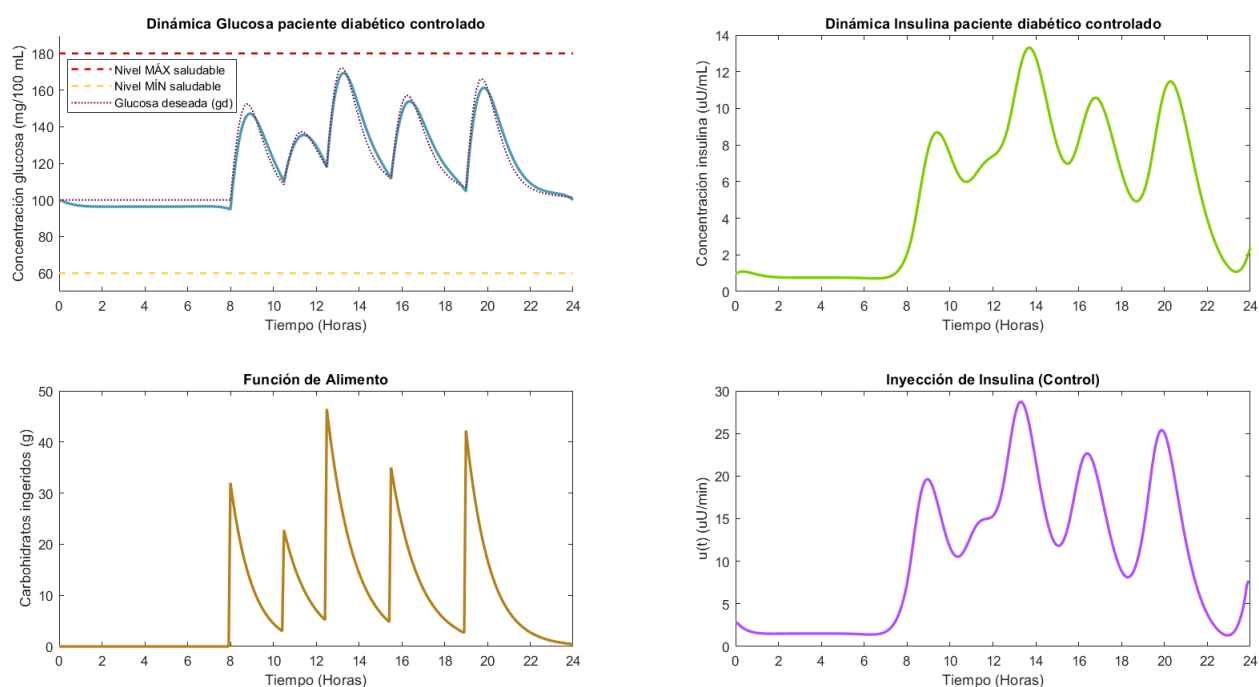 Dinámica Glucosa paciente diabético controlado
Concentración glucosa (mg/100 mL)
180
160
140
120
100
80
60
Nivel MÁX saludable
Nivel MÍN saludable
Glucosa deseada (gd)
0 2 4 6 8 10 12 14 16 18 20 22 24
Tiempo (Horas)
Dinámica Insulina paciente diabético controlado
Concentración insulina (uU/mL)
14
12
10
8
6
4
2
0
0 2 4 6 8 10 12 14 16 18 20 22 24
Tiempo (Horas)
Función de Alimento
Carbohidratos ingeridos (g)
50
40
30
20
10
0
0 2 4 6 8 10 12 14 16 18 20 22 24
Tiempo (Horas)
Inyección de Insulina (Control)
u(t) (uU/min)
30
25
20
15
10
5
0
0 2 4 6 8 10 12 14 16 18 20 22 24
Tiempo (Horas)